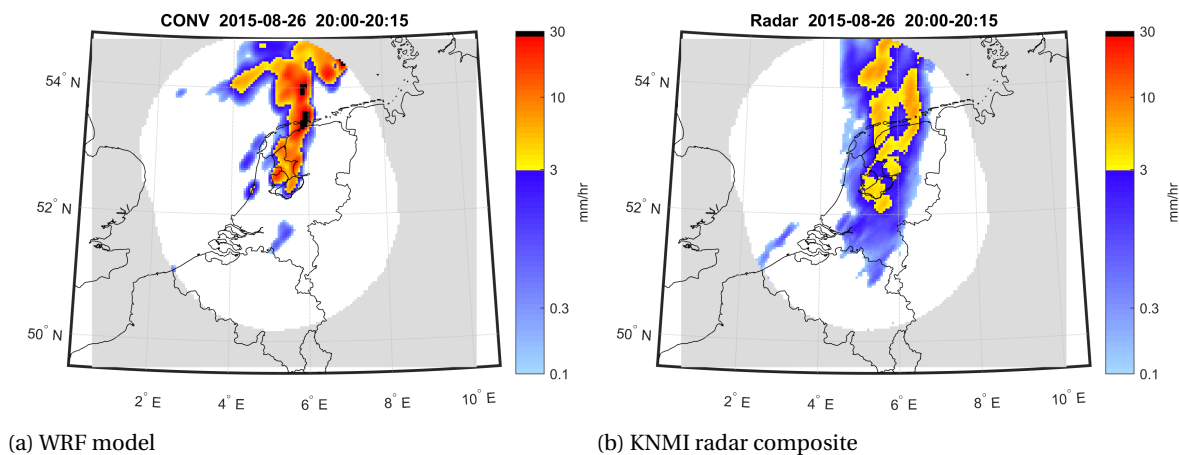 CONV 2015-08-26 20:00-20:15
54° N
52° N
50° N
2° E
4° E
6° E
8° E
10° E
30
10
3
0.3
0.1
mm/hr
(a) WRF model
Radar 2015-08-26 20:00-20:15
54° N
52° N
50° N
2° E
4° E
6° E
8° E
10° E
30
10
3
0.3
0.1
mm/hr
(b) KNMI radar composite